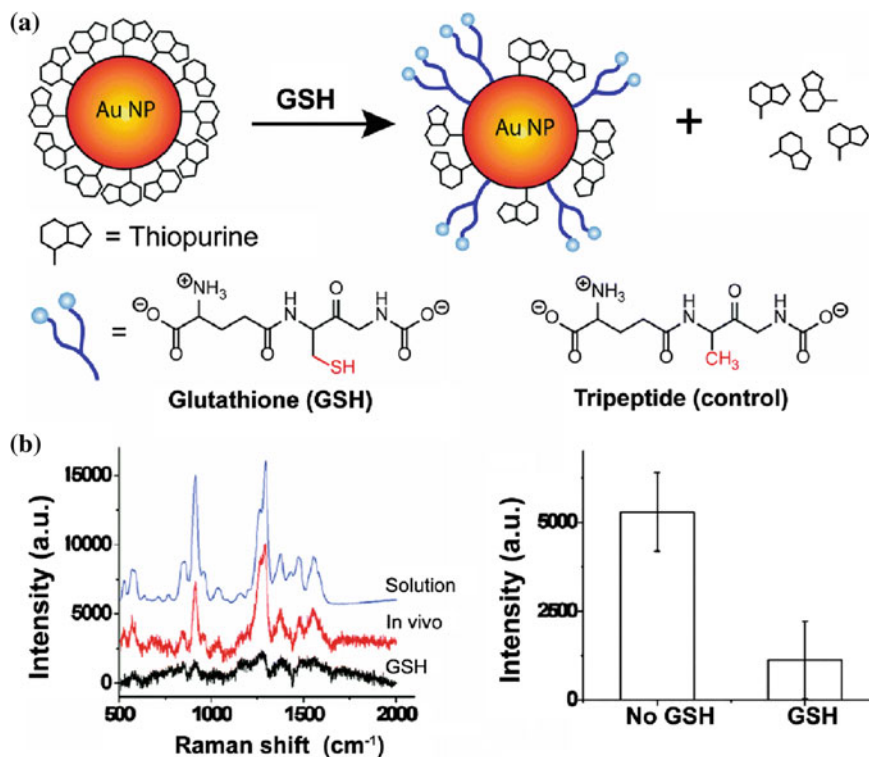 (a)
Au NP
GSH
Au NP
+
= Thiopurine
=
⊕
NH3
⊖O
O
O
H
N
O
H
N
O⊖
O
SH
Glutathione (GSH)
⊕
NH3
⊖O
O
O
H
N
O
H
N
O⊖
O
CH3
Tripeptide (control)
(b)
Intensity (a.u.)
15000
10000
5000
0
Solution
In vivo
GSH
500
1000
1500
2000
Raman shift (cm-1)
Intensity (a.u.)
5000
2500
0
No GSH
GSH